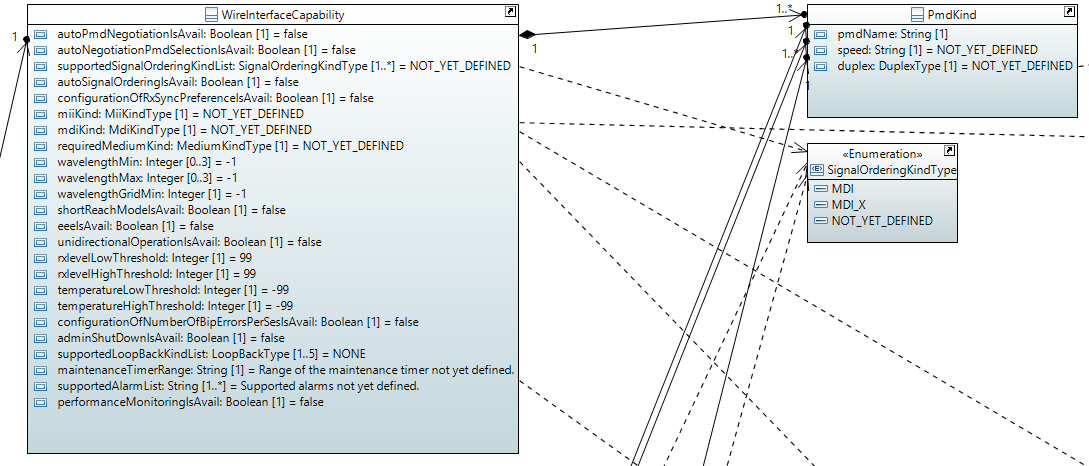 WireInterfaceCapability
autoPmdNegotiationIsAvail: Boolean [1] = false
autoNegotiationPmdSelectionIsAvail: Boolean [1] = false
supportedSignalOrderingKindList: SignalOrderingKindType [1..*] = NOT_YET_DEFINED
autoSignalOrderingIsAvail: Boolean [1] = false
configurationOfRxSyncPreferenceIsAvail: Boolean [1] = false
miiKind: MiiKindType [1] = NOT_YET_DEFINED
mdiKind: MdiKindType [1] = NOT_YET_DEFINED
requiredMediumKind: MediumKindType [1] = NOT_YET_DEFINED
wavelengthMin: Integer [0..3] = -1
wavelengthMax: Integer [0..3] = -1
wavelengthGridMin: Integer [1] = -1
shortReachModeIsAvail: Boolean [1] = false
eeeIsAvail: Boolean [1] = false
unidirectionalOperationIsAvail: Boolean [1] = false
rxlevelLowThreshold: Integer [1] = 99
rxlevelHighThreshold: Integer [1] = 99
temperatureLowThreshold: Integer [1] = -99
temperatureHighThreshold: Integer [1] = -99
configurationOfNumberOfBipErrorsPerSesIsAvail: Boolean [1] = false
adminShutDownIsAvail: Boolean [1] = false
supportedLoopBackKindList: LoopBackType [1..5] = NONE
maintenanceTimerRange: String [1] = Range of the maintenance timer not yet defined.
supportedAlarmList: String [1..*] = Supported alarms not yet defined.
performanceMonitoringIsAvail: Boolean [1] = false
1
1
1..*
1
1..*
1
PmdKind
pmdName: String [1]
speed: String [1] = NOT_YET_DEFINED
duplex: DuplexType [1] = NOT_YET_DEFINED
«Enumeration»
SignalOrderingKindType
MDI
MDI_X
NOT_YET_DEFINED